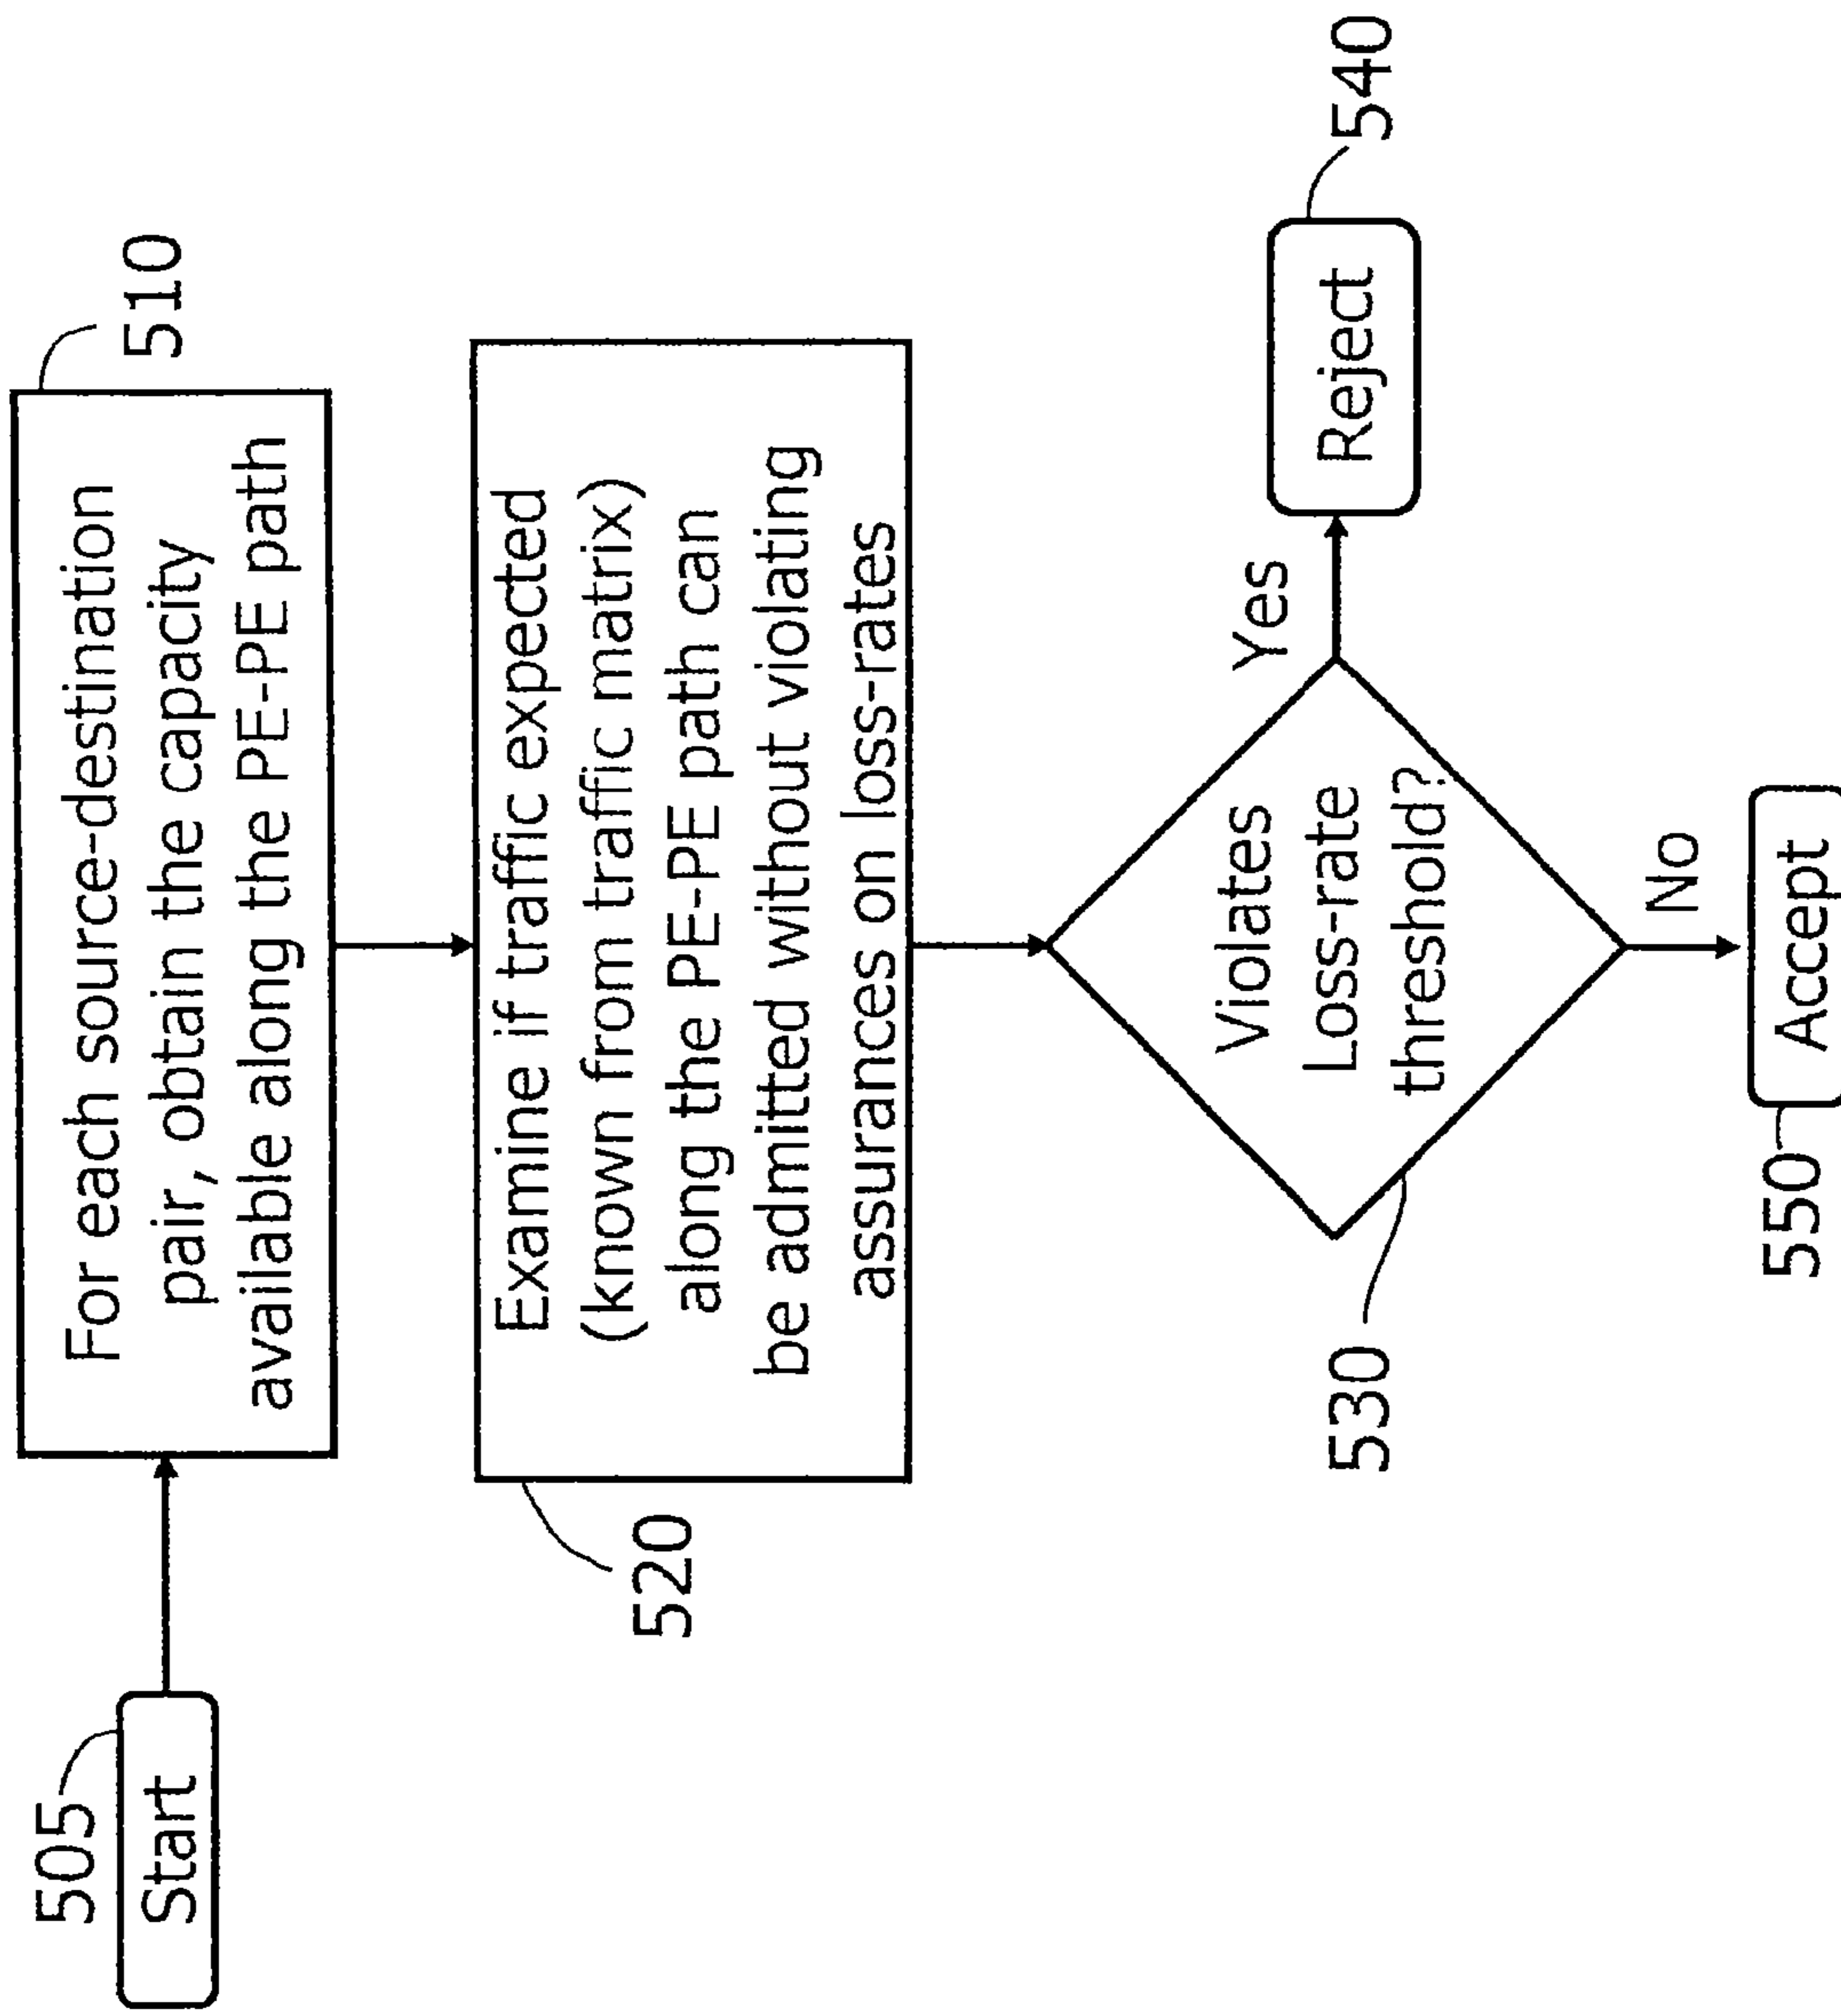 505
Start
510
For each source-destination
pair, obtain the capacity
available along the PE-PE path
520
Examine if traffic expected
(known from traffic matrix)
along the PE-PE path can
be admitted without violating
assurances on loss-rates
530
Violates
Loss-rate
threshold?
Yes
540
Reject
No
550
Accept